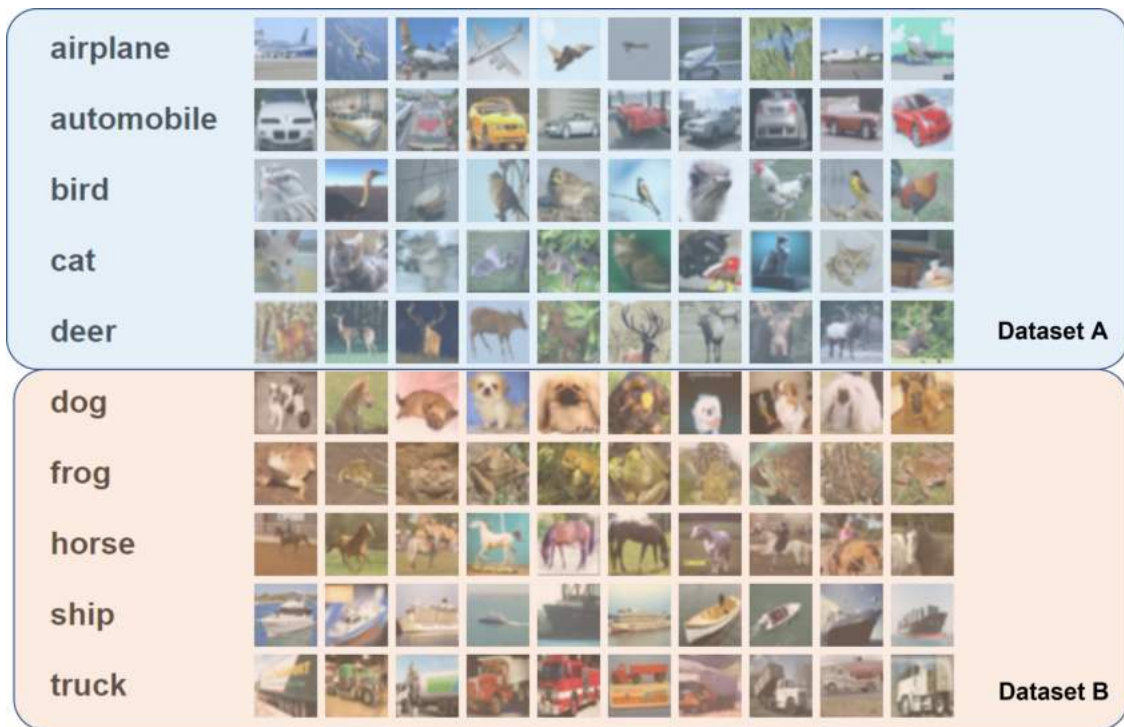 airplane
automobile
bird
cat
deer
Dataset A
dog
frog
horse
ship
truck
Dataset B